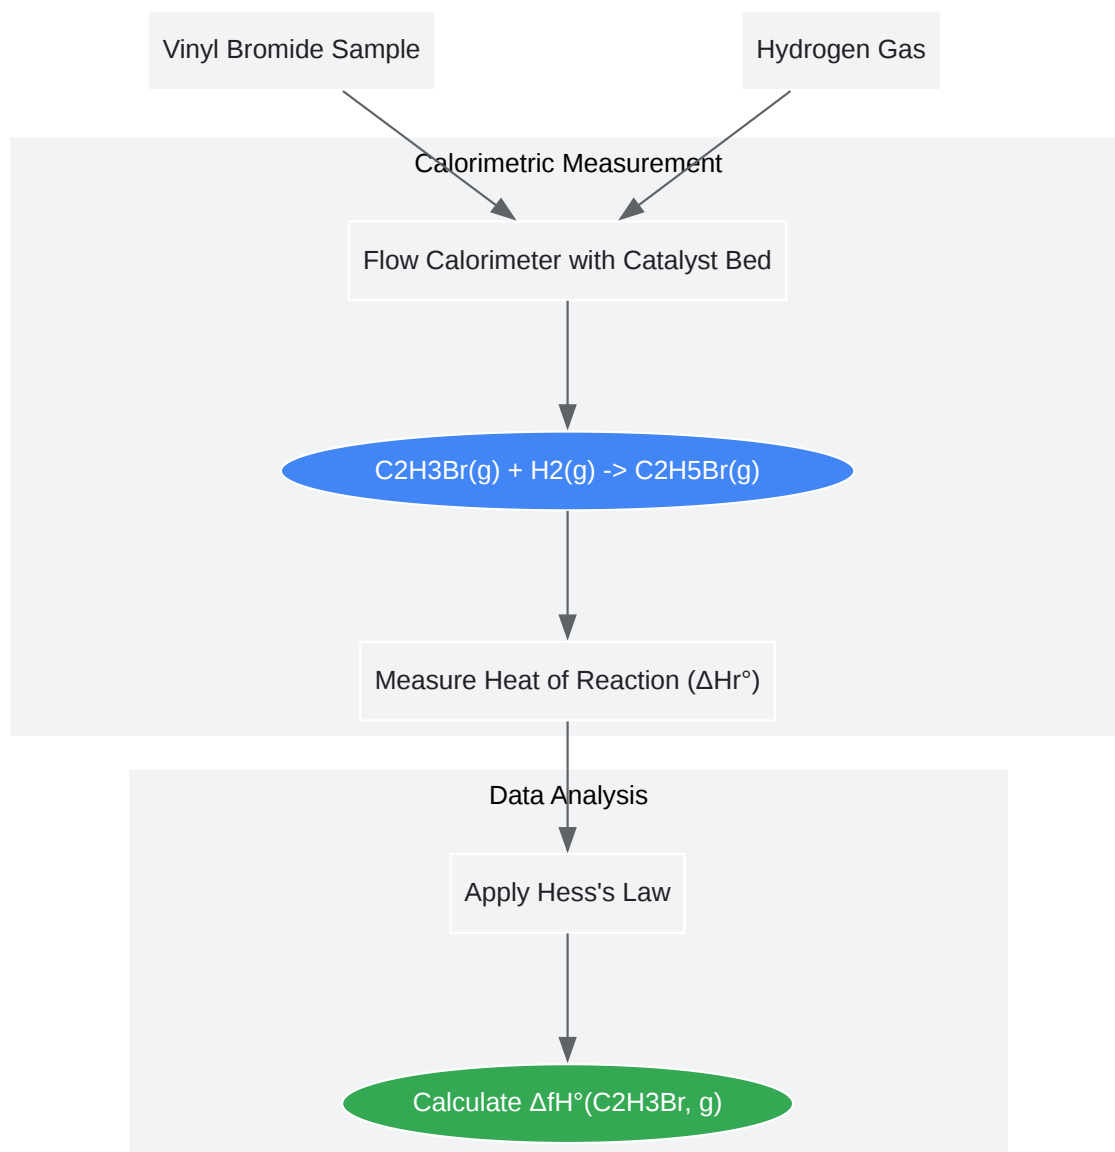 Vinyl Bromide Sample
Hydrogen Gas
Calorimetric Measurement
Flow Calorimeter with Catalyst Bed
C2H3Br(g) + H2(g) -> C2H5Br(g)
Measure Heat of Reaction (ΔHr°)
Data Analysis
Apply Hess's Law
Calculate ΔfH°(C2H3Br, g)